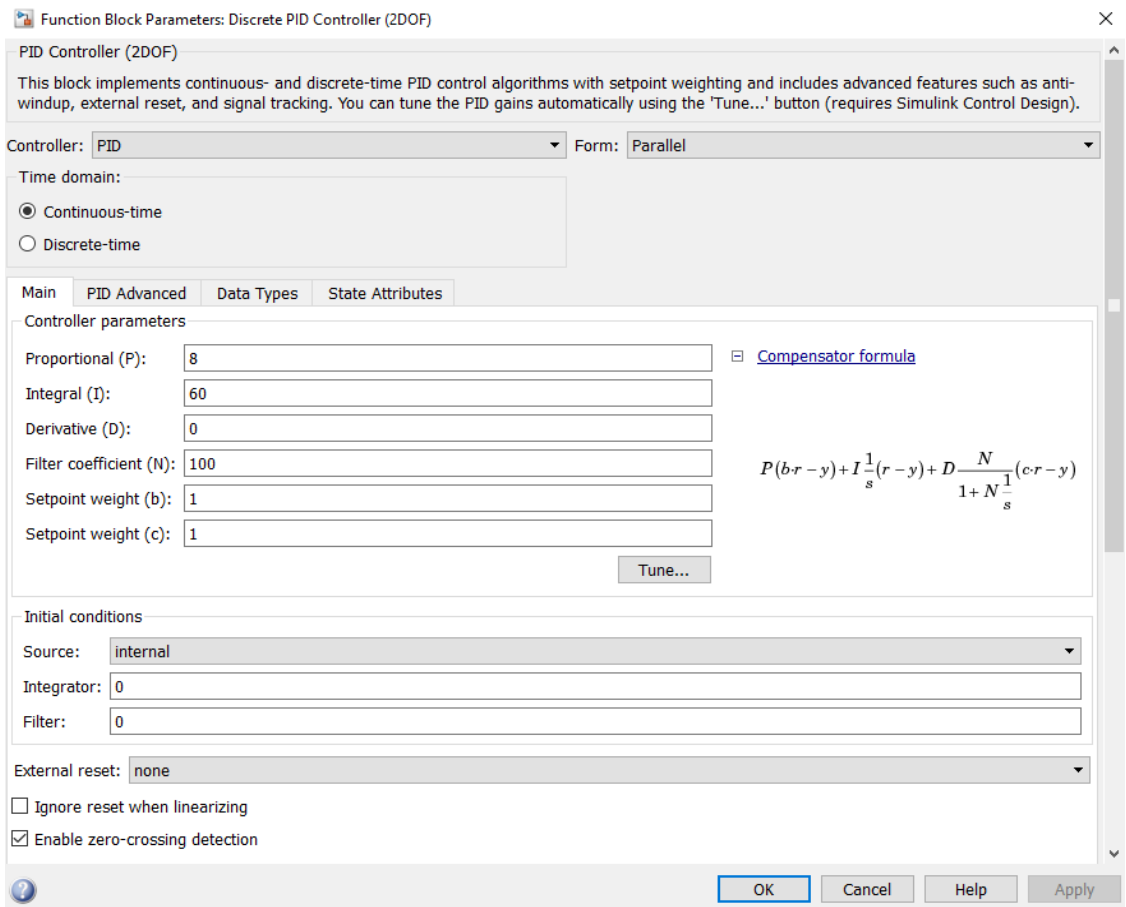 Function Block Parameters: Discrete PID Controller (2DOF)
PID Controller (2DOF)
This block implements continuous- and discrete-time PID control algorithms with setpoint weighting and includes advanced features such as anti-
windup, external reset, and signal tracking. You can tune the PID gains automatically using the 'Tune...' button (requires Simulink Control Design).
Controller: PID Form: Parallel
Time domain:
Continuous-time
Discrete-time
Main PID Advanced Data Types State Attributes
Controller parameters
Proportional (P): 8
Compensator formula
Integral (I): 60
Derivative (D): 0
Filter coefficient (N): 100
Setpoint weight (b): 1
Setpoint weight (c): 1
P(b·r − y) + I 1/s (r − y) + D N/(1 + N 1/s) (c·r − y)
Tune...
Initial conditions
Source: internal
Integrator: 0
Filter: 0
External reset: none
Ignore reset when linearizing
Enable zero-crossing detection
OK Cancel Help Apply